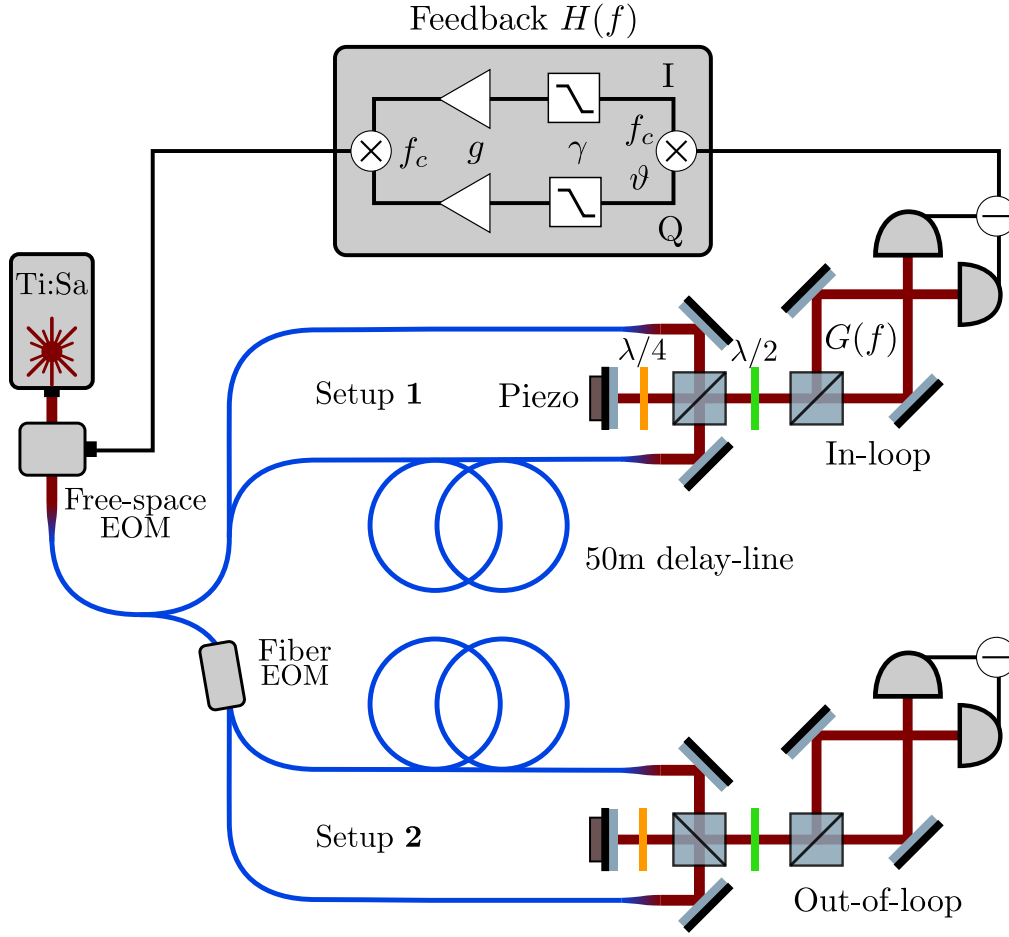 Feedback H(f)
I
f_c
f_c g γ
ϑ
Q
Ti:Sa
λ/4 λ/2 G(f)
Setup 1 Piezo
In-loop
Free-space
EOM
50m delay-line
Fiber
EOM
Setup 2
Out-of-loop